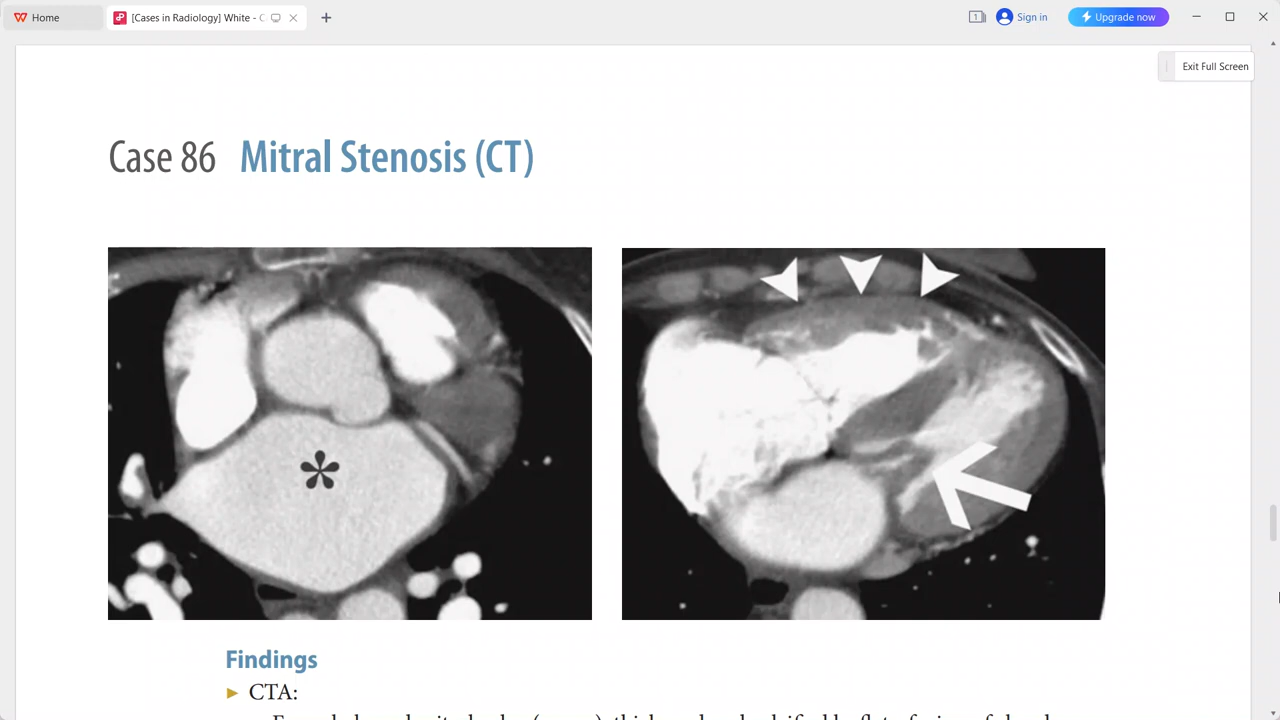 Home
[Cases in Radiology] White - C
1
Sign in
Upgrade now
Exit Full Screen
Case 86 Mitral Stenosis (CT)
*
Findings
► CTA: